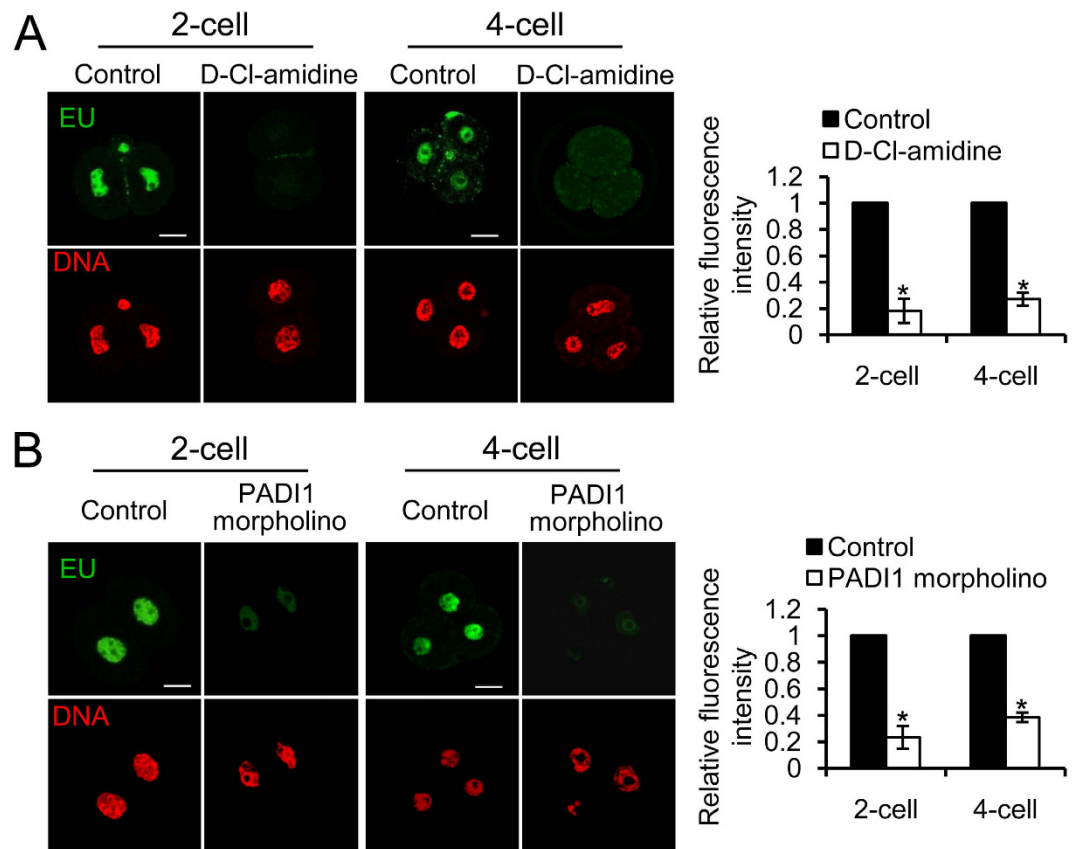 A
2-cell
4-cell
Control
D-Cl-amidine
Control
D-Cl-amidine
EU
DNA
Control
D-Cl-amidine
Relative fluorescence
intensity
1.2
1
0.8
0.6
0.4
0.2
0
*
*
2-cell
4-cell
B
2-cell
4-cell
Control
PADI1
morpholino
Control
PADI1
morpholino
EU
DNA
Control
PADI1 morpholino
Relative fluorescence
intensity
1.2
1
0.8
0.6
0.4
0.2
0
*
*
2-cell
4-cell